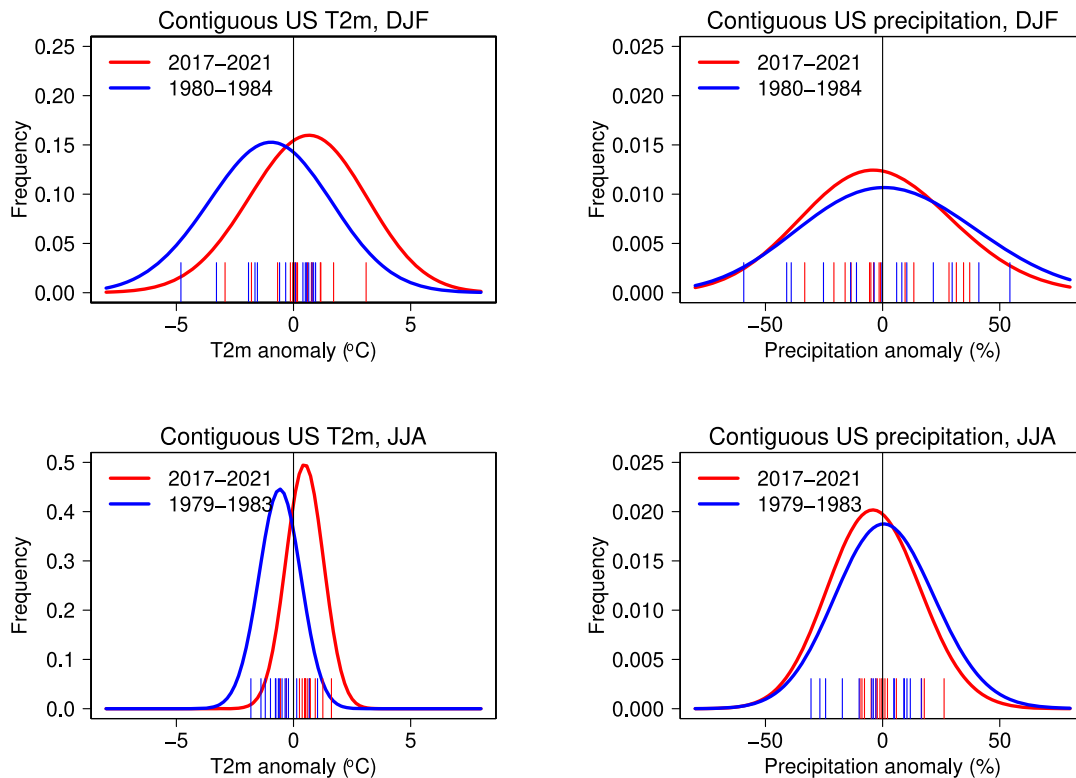 Contiguous US T2m, DJF
0.25
0.20
0.15
0.10
0.05
0.00
Frequency
2017−2021
1980−1984
−5 0 5
T2m anomaly (°C)
Contiguous US precipitation, DJF
0.025
0.020
0.015
0.010
0.005
0.000
Frequency
2017−2021
1980−1984
−50 0 50
Precipitation anomaly (%)
Contiguous US T2m, JJA
0.5
0.4
0.3
0.2
0.1
0.0
Frequency
2017−2021
1979−1983
−5 0 5
T2m anomaly (°C)
Contiguous US precipitation, JJA
0.025
0.020
0.015
0.010
0.005
0.000
Frequency
2017−2021
1979−1983
−50 0 50
Precipitation anomaly (%)